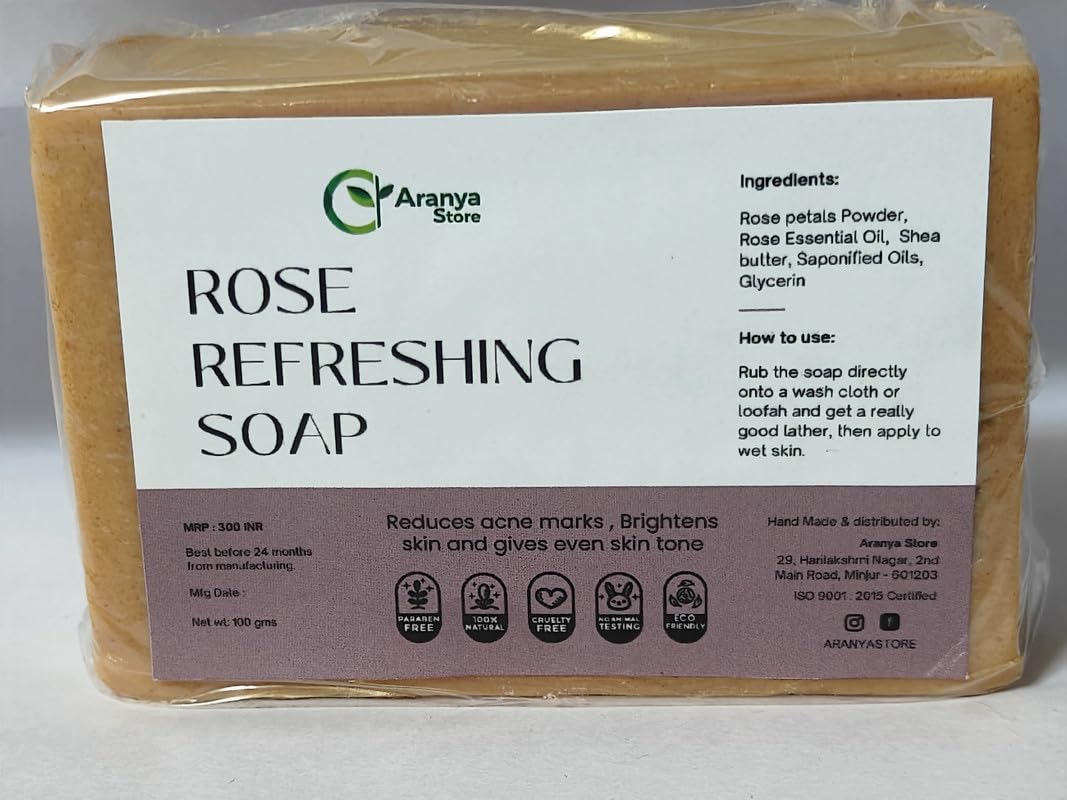 Aranya
Store
ROSE
REFRESHING
SOAP
Ingredients:
Rose petals Powder,
Rose Essential Oil, Shea
butter, Saponified Oils,
Glycerin
How to use:
Rub the soap directly
onto a wash cloth or
loofah and get a really
good lather, then apply to
wet skin.
MRP : 300 INR
Best before 24 months
from manufacturing.
Mfg Date :
Net wt: 100 gms
Reduces acne marks , Brightens
skin and gives even skin tone
PARABEN
FREE
100%
NATURAL
CRUELTY
FREE
NO ANIMAL
TESTING
ECO
FRIENDLY
Hand Made & distributed by:
Aranya Store
29, Harilakshmi Nagar, 2nd
Main Road, Minjur - 601203
ISO 9001 : 2015 Certified
ARANYASTORE